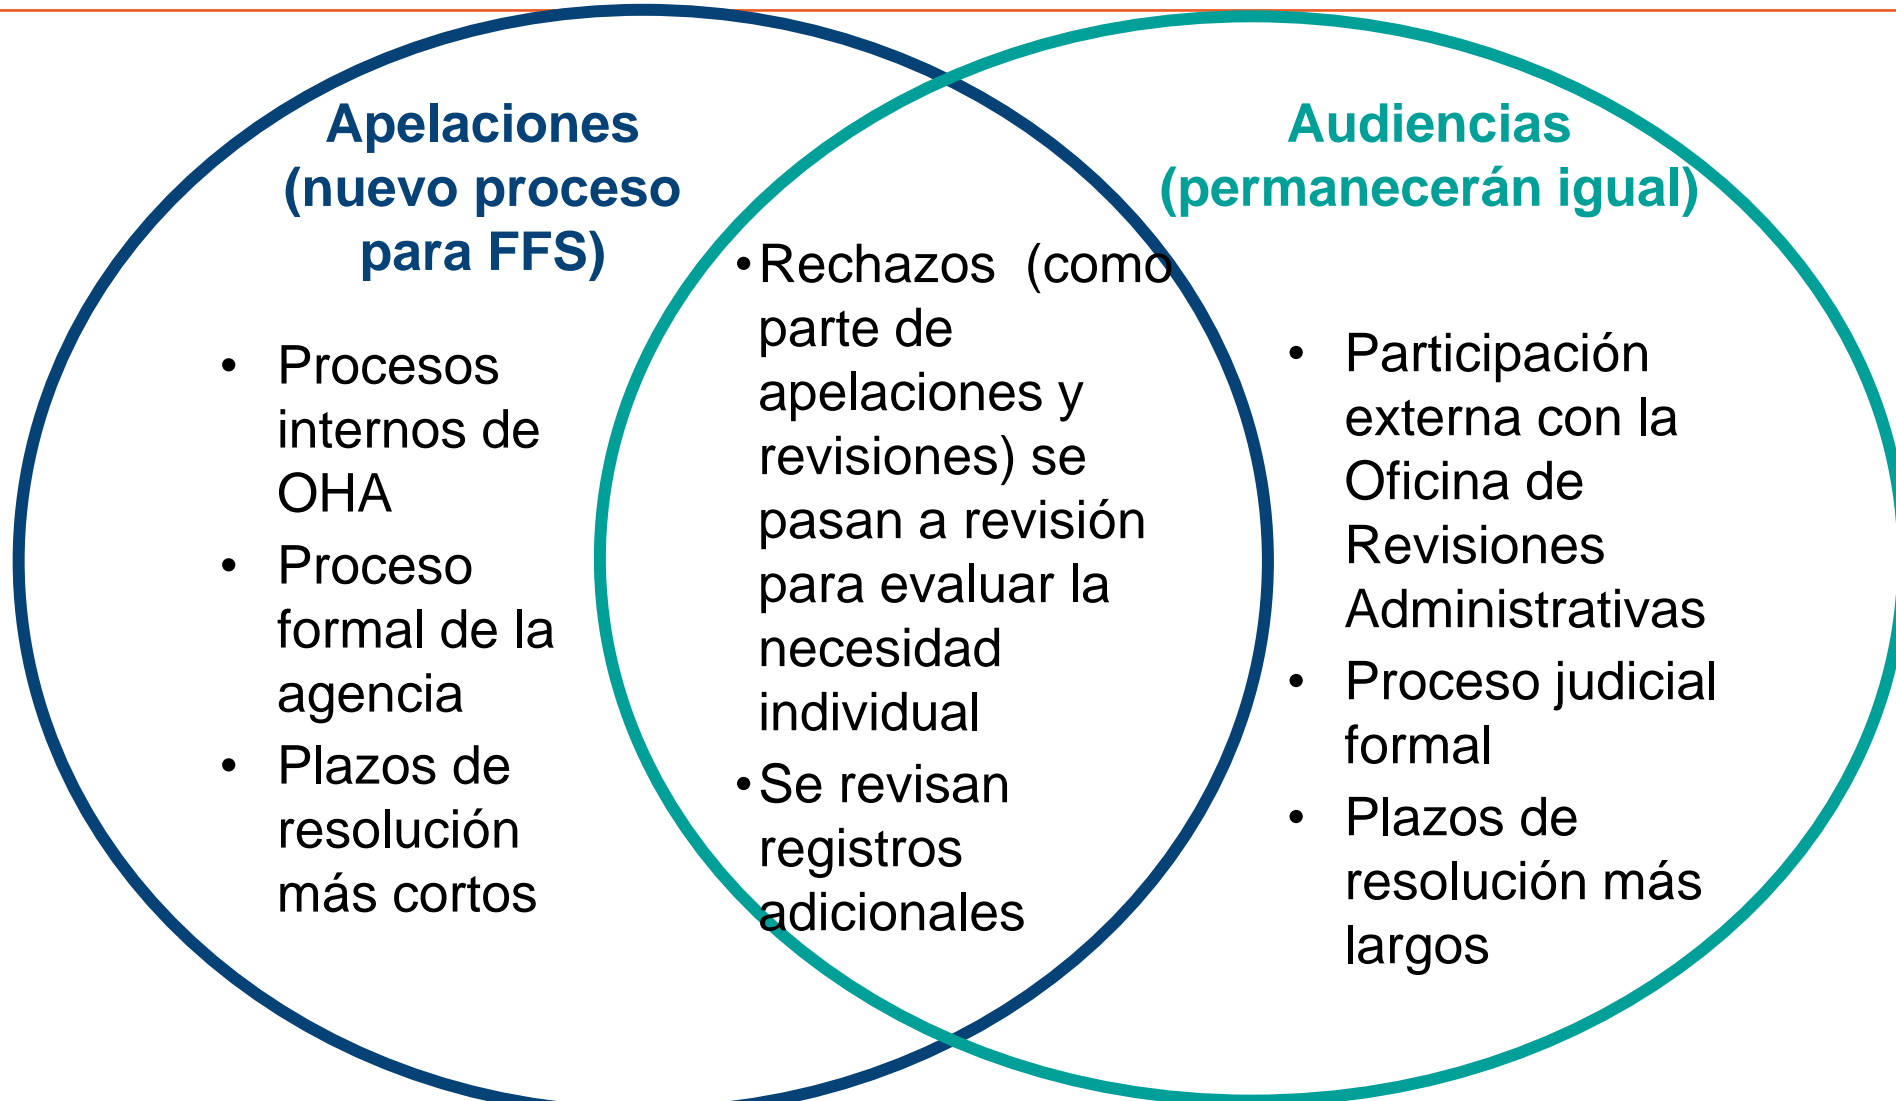 Apelaciones
(nuevo proceso
para FFS)
• Procesos
internos de
OHA
• Proceso
formal de la
agencia
• Plazos de
resolución
más cortos
• Rechazos (como
parte de
apelaciones y
revisiones) se
pasan a revisión
para evaluar la
necesidad
individual
• Se revisan
registros
adicionales
Audiencias
(permanecerán igual)
• Participación
externa con la
Oficina de
Revisiones
Administrativas
• Proceso judicial
formal
• Plazos de
resolución más
largos